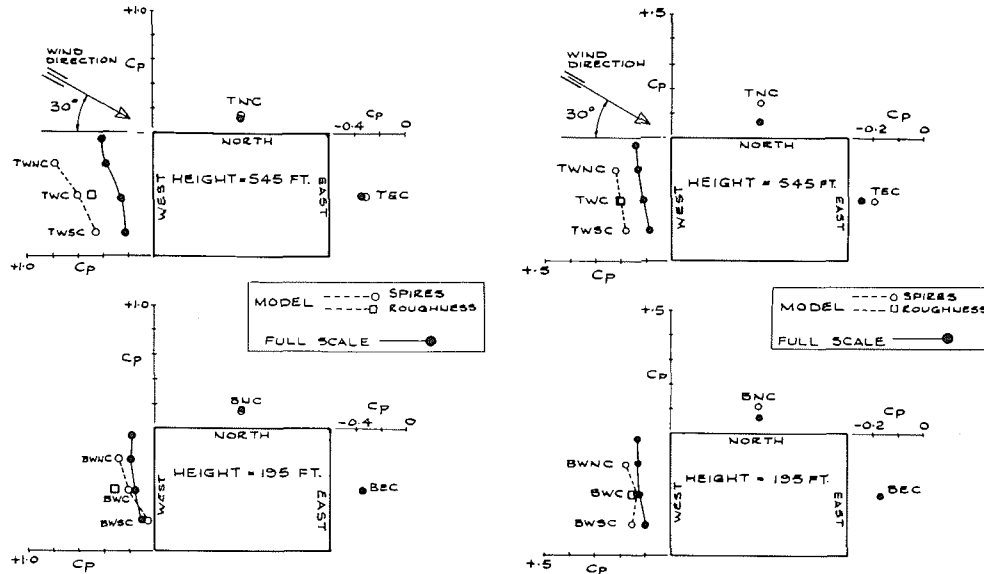 +1.0
Cp
WIND DIRECTION
30°
TNC
Cp
-0.4
0
NORTH
TWNC
TWC
TWSC
WEST
HEIGHT = 545 FT.
EAST
TEC
+1.0
Cp
+.5
Cp
WIND DIRECTION
30°
TNC
Cp
-0.2
0
NORTH
TWNC
TWC
TWSC
WEST
HEIGHT = 545 FT.
EAST
TEC
+.5
Cp
MODEL
SPIRES
ROUGHNESS
FULL SCALE
MODEL
SPIRES
ROUGHNESS
FULL SCALE
+1.0
Cp
BNC
Cp
-0.4
0
NORTH
BWNC
BWC
BWSC
WEST
HEIGHT = 195 FT.
EAST
BEC
+1.0
Cp
+.5
Cp
BNC
Cp
-0.2
0
NORTH
BWNC
BWC
BWSC
WEST
HEIGHT = 195 FT.
EAST
BEC
+.5
Cp